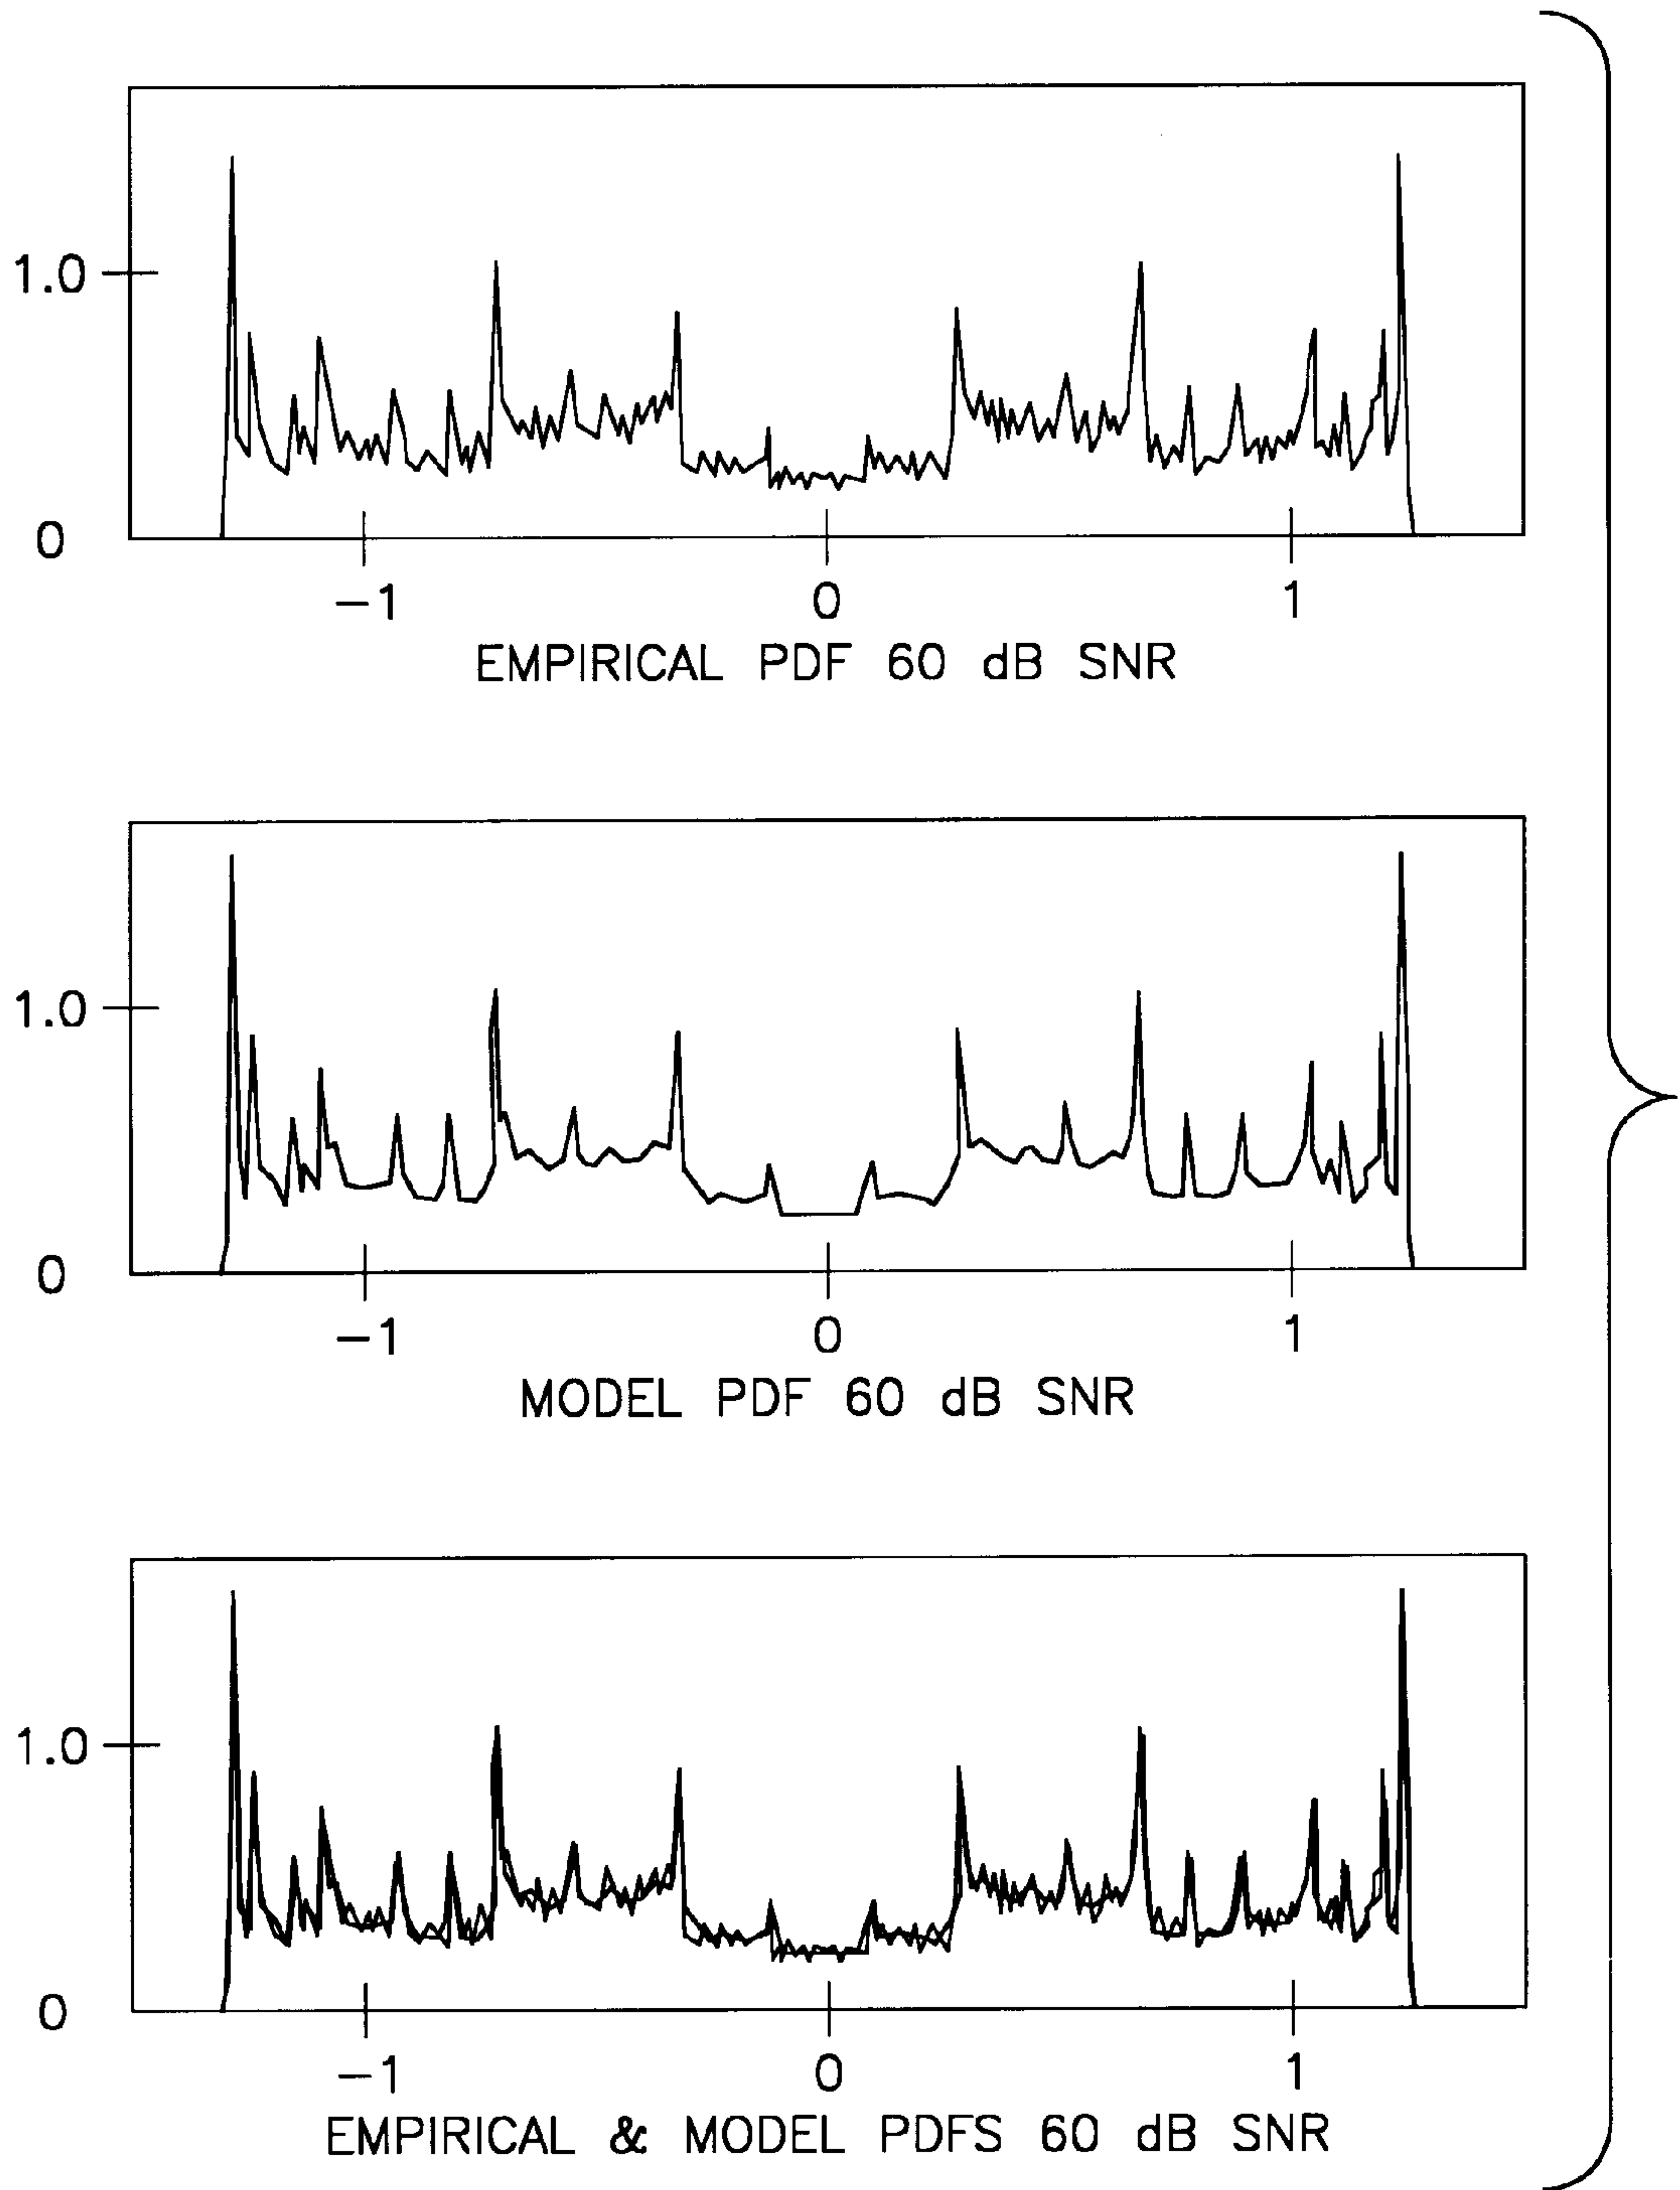 1.0
0
−1 0 1
EMPIRICAL PDF 60 dB SNR
1.0
0
−1 0 1
MODEL PDF 60 dB SNR
1.0
0
−1 0 1
EMPIRICAL & MODEL PDFS 60 dB SNR